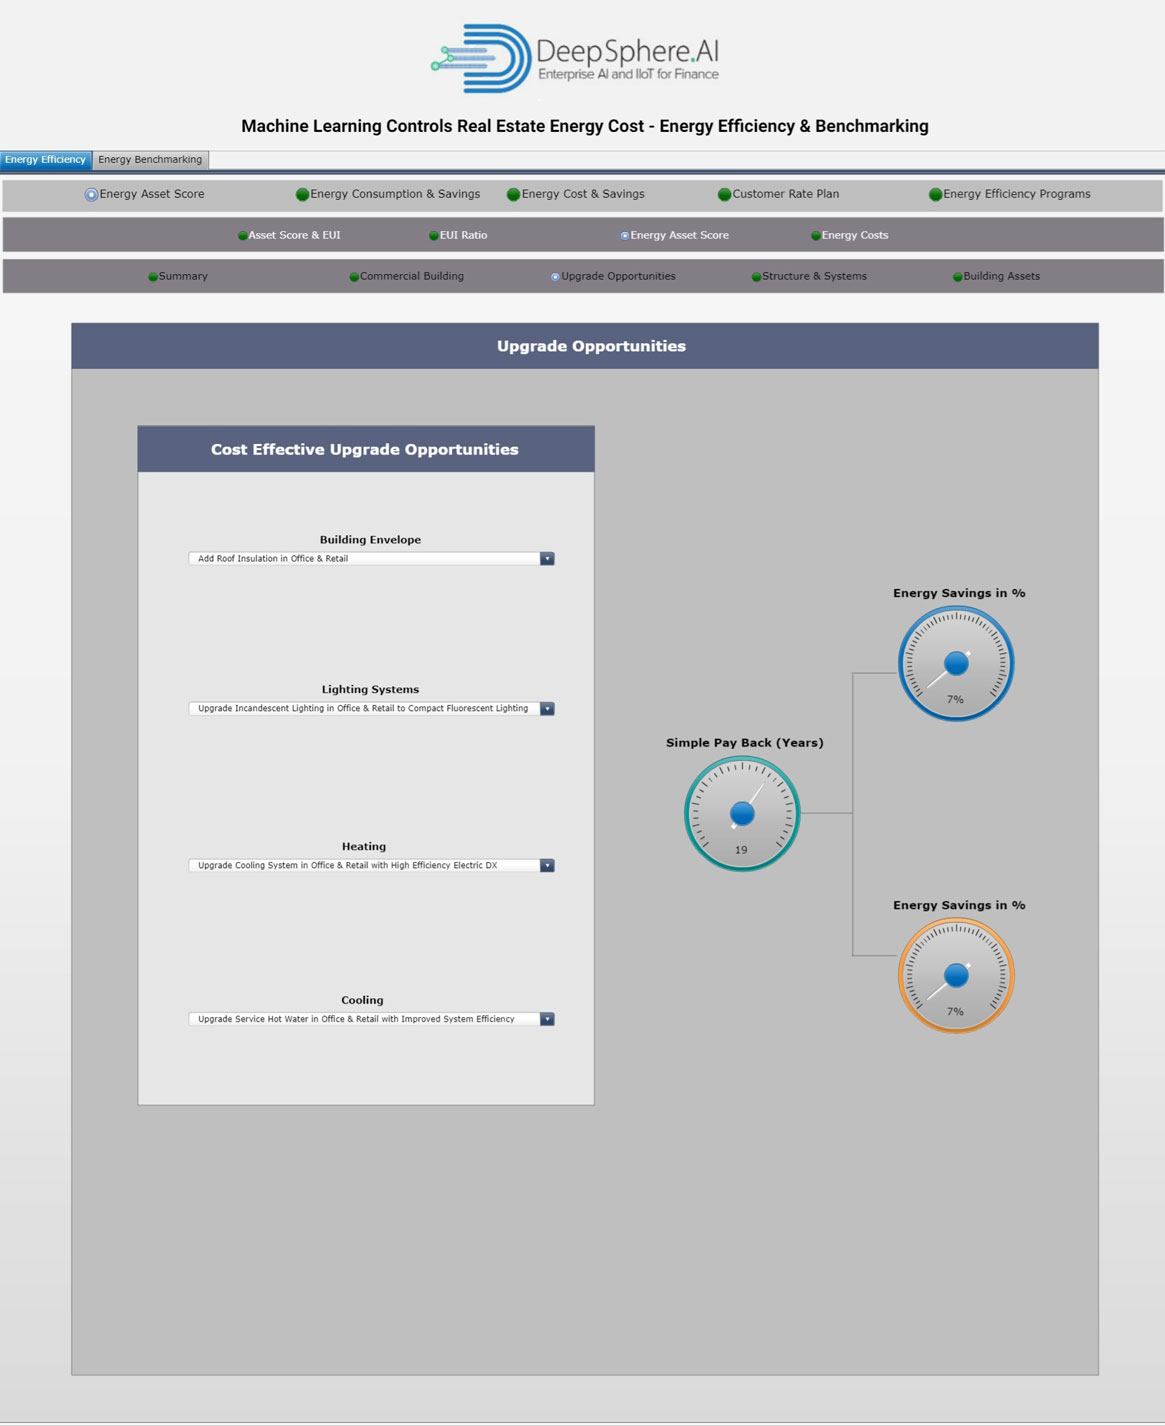 DeepSphere.AI
Enterprise AI and IIoT for Finance
Machine Learning Controls Real Estate Energy Cost - Energy Efficiency & Benchmarking
Energy Efficiency Energy Benchmarking
Energy Asset Score Energy Consumption & Savings Energy Cost & Savings Customer Rate Plan Energy Efficiency Programs
Asset Score & EUI EUI Ratio Energy Asset Score Energy Costs
Summary Commercial Building Upgrade Opportunities Structure & Systems Building Assets
Upgrade Opportunities
Cost Effective Upgrade Opportunities
Building Envelope
Add Roof Insulation in Office & Retail
Lighting Systems
Upgrade Incandescent Lighting in Office & Retail to Compact Fluorescent Lighting
Heating
Upgrade Cooling System in Office & Retail with High Efficiency Electric DX
Cooling
Upgrade Service Hot Water in Office & Retail with Improved System Efficiency
Simple Pay Back (Years)
19
Energy Savings in %
7%
Energy Savings in %
7%